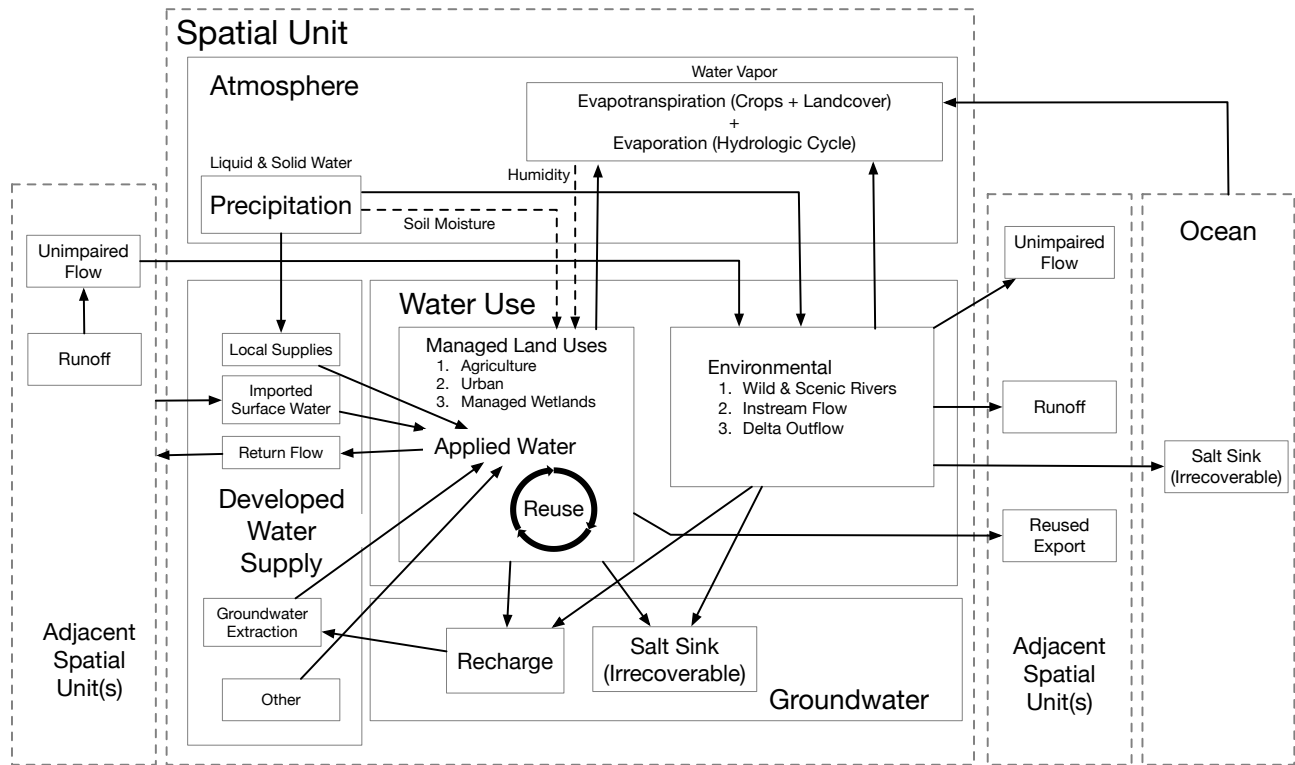 Spatial Unit
Atmosphere
Water Vapor
Evapotranspiration (Crops + Landcover)
+
Evaporation (Hydrologic Cycle)
Liquid & Solid Water
Precipitation
Humidity
Soil Moisture
Unimpaired
Flow
Runoff
Adjacent
Spatial
Unit(s)
Local Supplies
Imported
Surface Water
Return Flow
Developed
Water
Supply
Groundwater
Extraction
Other
Water Use
Managed Land Uses
1. Agriculture
2. Urban
3. Managed Wetlands
Applied Water
Reuse
Environmental
1. Wild & Scenic Rivers
2. Instream Flow
3. Delta Outflow
Recharge
Salt Sink
(Irrecoverable)
Groundwater
Unimpaired
Flow
Runoff
Reused
Export
Adjacent
Spatial
Unit(s)
Ocean
Salt Sink
(Irrecoverable)